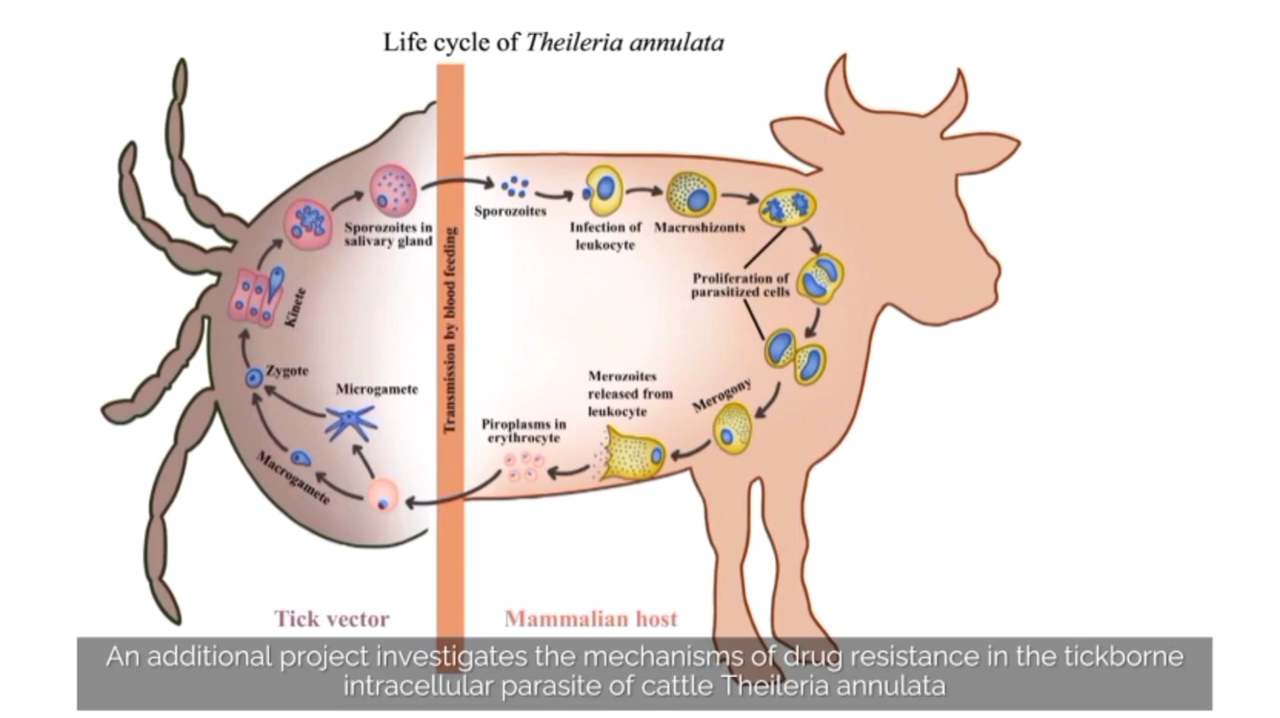 Life cycle of Theileria annulata
Sporozoites in
salivary gland
Sporozoites
Infection of
leukocyte
Macroshizonts
Proliferation of
parasitized cells
Kinete
Transmission by blood feeding
Zygote
Microgamete
Macrogamete
Merozoites
released from
leukocyte
Merogony
Piroplasms in
erythrocyte
Tick vector
Mammalian host
An additional project investigates the mechanisms of drug resistance in the tickborne
intracellular parasite of cattle Theileria annulata